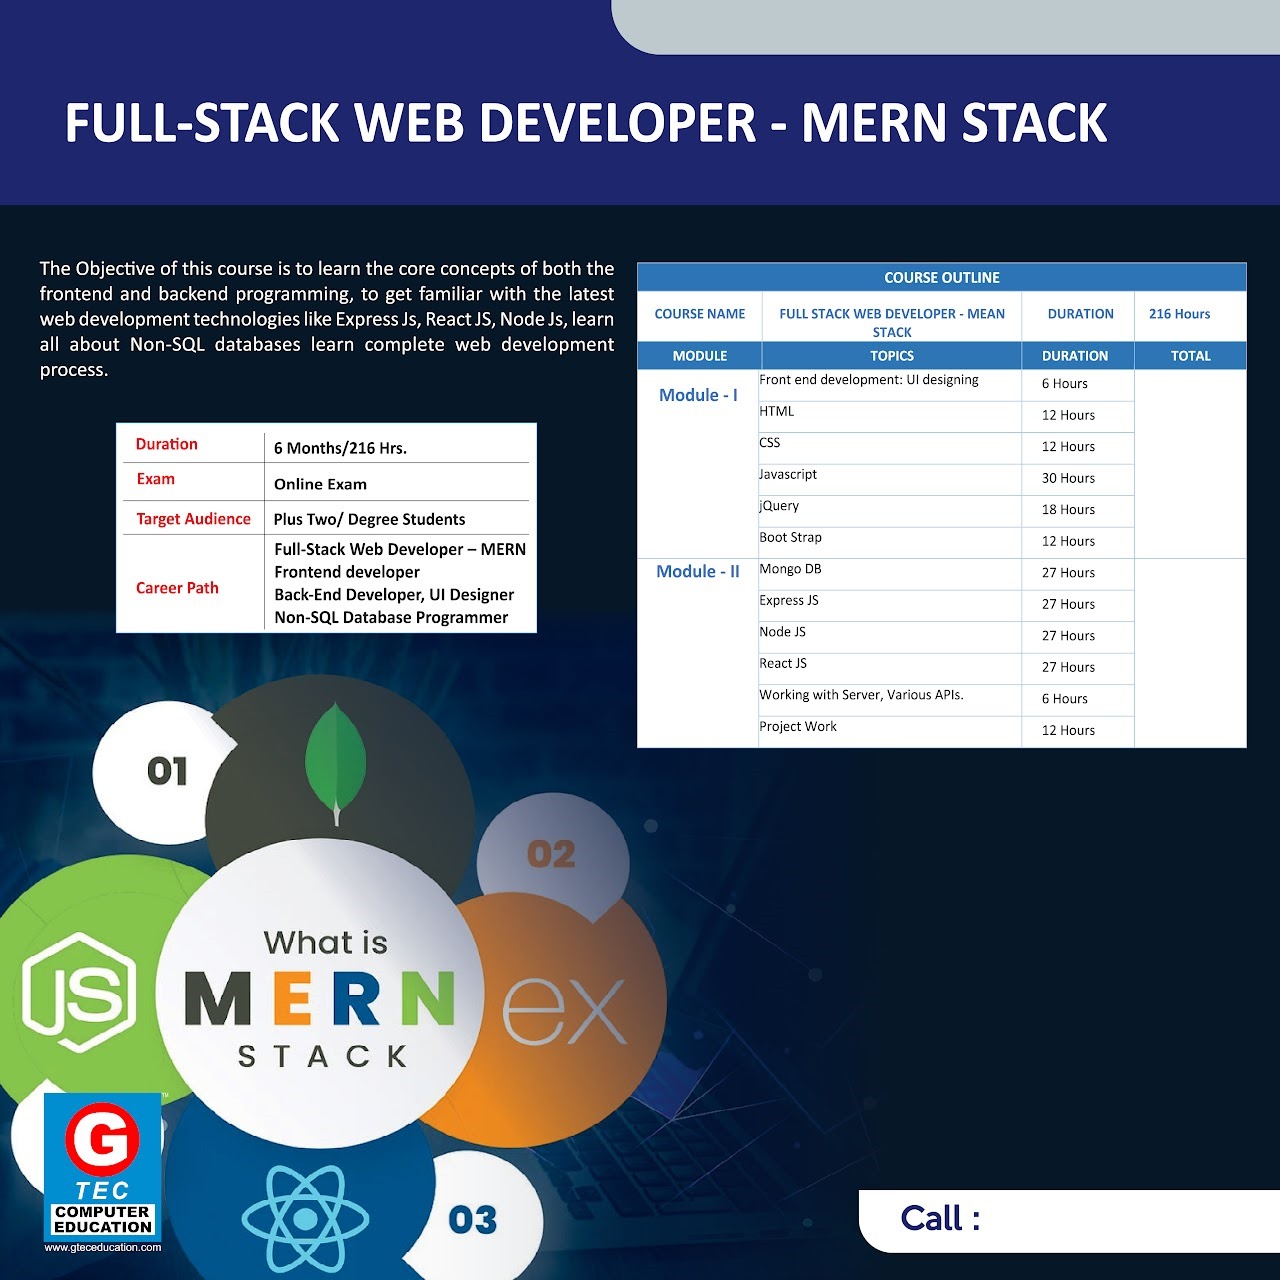 FULL-STACK WEB DEVELOPER - MERN STACK
The Objective of this course is to learn the core concepts of both the
frontend and backend programming, to get familiar with the latest
web development technologies like Express Js, React JS, Node Js, learn
all about Non-SQL databases learn complete web development
process.
Duration 6 Months/216 Hrs.
Exam Online Exam
Target Audience Plus Two/ Degree Students
Career Path
Full-Stack Web Developer – MERN
Frontend developer
Back-End Developer, UI Designer
Non-SQL Database Programmer
COURSE OUTLINE
COURSE NAME FULL STACK WEB DEVELOPER - MEAN DURATION 216 Hours
STACK
MODULE TOPICS DURATION TOTAL
Module - I Front end development: UI designing 6 Hours
HTML 12 Hours
CSS 12 Hours
Javascript 30 Hours
jQuery 18 Hours
Boot Strap 12 Hours
Module - II Mongo DB 27 Hours
Express JS 27 Hours
Node JS 27 Hours
React JS 27 Hours
Working with Server, Various APIs. 6 Hours
Project Work 12 Hours
01
02
What is
MERN
STACK
JS
TM
ex
03
G
TEC
COMPUTER
EDUCATION
www.gteceducation.com
Call :